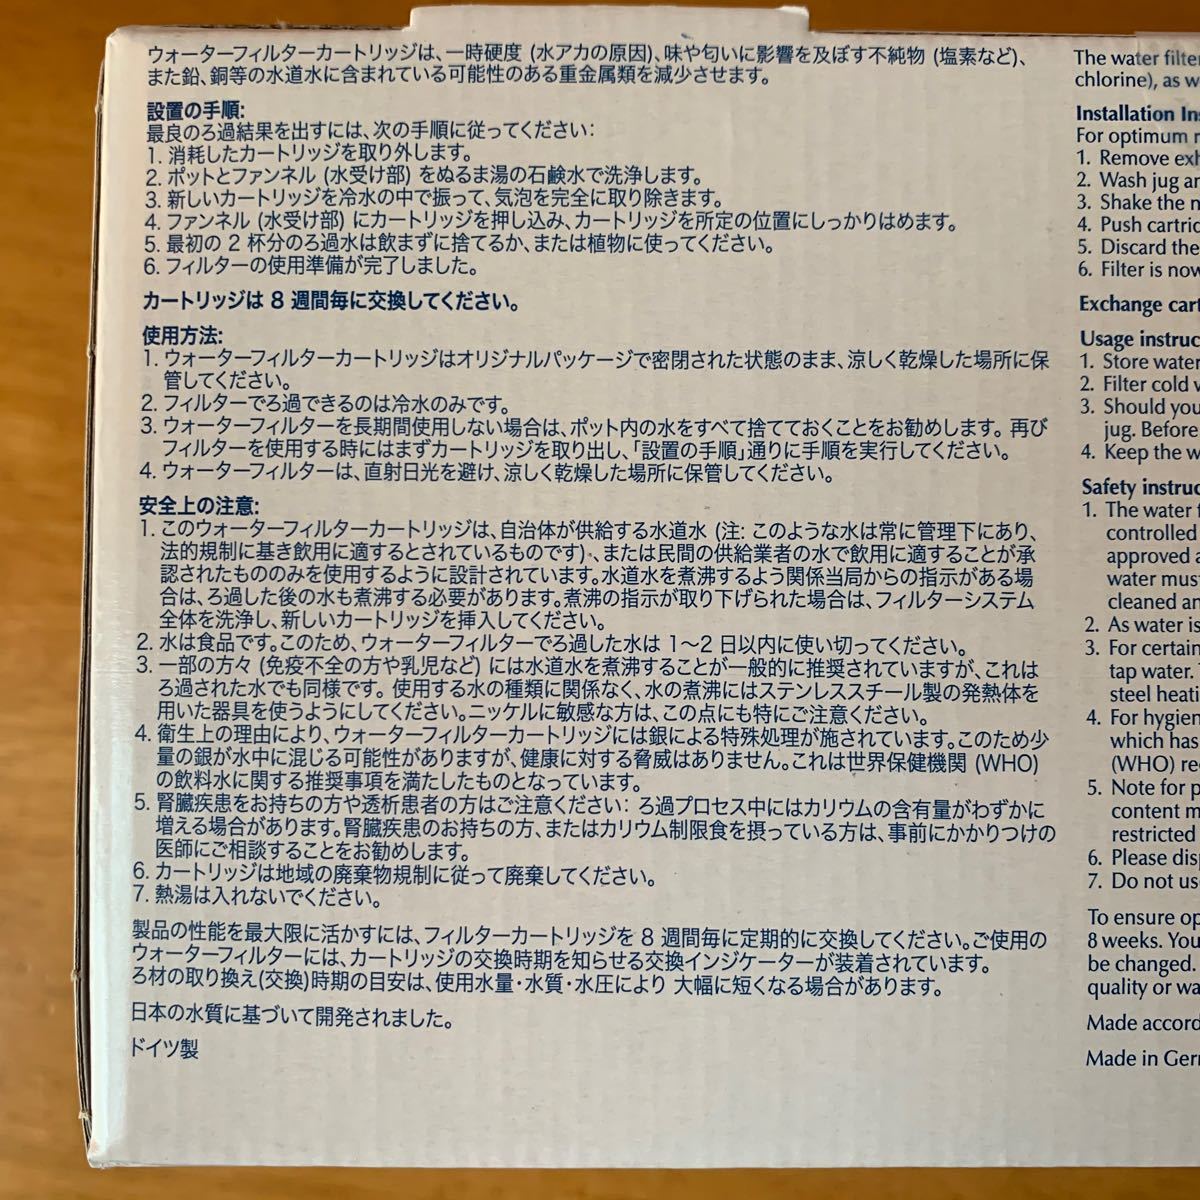 ウォーターフィルターカートリッジは、一時硬度 (水アカの原因)、味や匂いに影響を及ぼす不純物 (塩素など)、
また鉛、銅等の水道水に含まれている可能性のある重金属類を減少させます。
設置の手順:
最良のろ過結果を出すには、次の手順に従ってください:
1. 消耗したカートリッジを取り外します。
2. ポットとファンネル (水受け部) をぬるま湯の石鹸水で洗浄します。
3. 新しいカートリッジを冷水の中で振って、気泡を完全に取り除きます。
4. ファンネル (水受け部) にカートリッジを押し込み、カートリッジを所定の位置にしっかりはめます。
5. 最初の 2 杯分のろ過水は飲まずに捨てるか、または植物に使ってください。
6. フィルターの使用準備が完了しました。
カートリッジは 8 週間毎に交換してください。
使用方法:
1. ウォーターフィルターカートリッジはオリジナルパッケージで密閉された状態のまま、涼しく乾燥した場所に保
管してください。
2. フィルターでろ過できるのは冷水のみです。
3. ウォーターフィルターを長期間使用しない場合は、ポット内の水をすべて捨てておくことをお勧めします。再び
フィルターを使用する時にはまずカートリッジを取り出し、「設置の手順」通りに手順を実行してください。
4. ウォーターフィルターは、直射日光を避け、涼しく乾燥した場所に保管してください。
安全上の注意:
1. このウォーターフィルターカートリッジは、自治体が供給する水道水 (注: このような水は常に管理下にあり、
法的規制に基き飲用に適するとされているものです)、または民間の供給業者の水で飲用に適することが承
認されたもののみを使用するように設計されています。水道水を煮沸するよう関係当局からの指示がある場
合は、ろ過した後の水も煮沸する必要があります。煮沸の指示が取り下げられた場合は、フィルターシステム
全体を洗浄し、新しいカートリッジを挿入してください。
2. 水は食品です。このため、ウォーターフィルターでろ過した水は 1〜2 日以内に使い切ってください。
3. 一部の方々 (免疫不全の方や乳児など) には水道水を煮沸することが一般的に推奨されていますが、これは
ろ過された水でも同様です。使用する水の種類に関係なく、水の煮沸にはステンレススチール製の発熱体を
用いた器具を使うようにしてください。ニッケルに敏感な方は、この点にも特にご注意ください。
4. 衛生上の理由により、ウォーターフィルターカートリッジには銀による特殊処理が施されています。このため少
量の銀が水中に混じる可能性がありますが、健康に対する脅威はありません。これは世界保健機関 (WHO)
の飲料水に関する推奨事項を満たしたものとなっています。
5. 腎臓疾患をお持ちの方や透析患者の方はご注意ください: ろ過プロセス中にはカリウムの含有量がわずかに
増える場合があります。腎臓疾患のお持ちの方、またはカリウム制限食を摂っている方は、事前にかかりつけの
医師にご相談することをお勧めします。
6. カートリッジは地域の廃棄物規制に従って廃棄してください。
7. 熱湯は入れないでください。
製品の性能を最大限に活かすには、フィルターカートリッジを 8 週間毎に定期的に交換してください。ご使用の
ウォーターフィルターには、カートリッジの交換時期を知らせる交換インジケーターが装着されています。
ろ材の取り換え(交換)時期の目安は、使用水量・水質・水圧により 大幅に短くなる場合があります。
日本の水質に基づいて開発されました。
ドイツ製
The water filter
chlorine), as w
Installation Ins
For optimum r
1. Remove exh
2. Wash jug an
3. Shake the n
4. Push cartric
5. Discard the
6. Filter is now
Exchange cart
Usage instruc
1. Store water
2. Filter cold w
3. Should you
jug. Before
4. Keep the w
Safety instruc
1. The water f
controlled
approved a
water mus
cleaned an
2. As water is
3. For certain
tap water.
steel heati
4. For hygien
which has
(WHO) re
5. Note for p
content m
restricted
6. Please disp
7. Do not us
To ensure op
8 weeks. You
be changed.
quality or wa
Made accord
Made in Ger